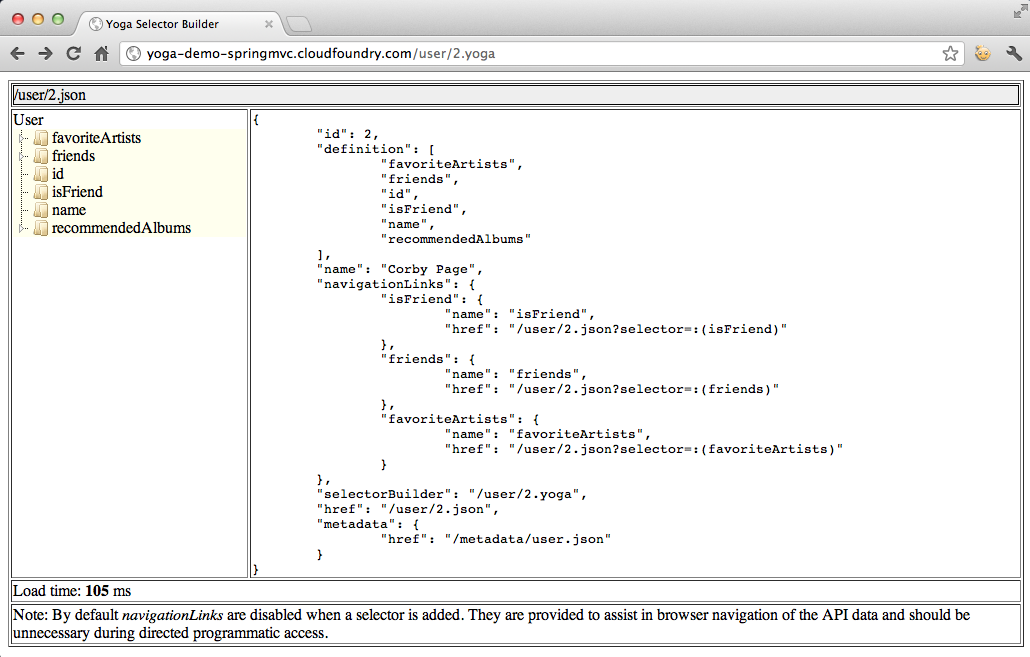 Yoga Selector Builder
yoga-demo-springmvc.cloudfoundry.com/user/2.yoga
/user/2.json
User
favoriteArtists
friends
id
isFriend
name
recommendedAlbums
{
"id": 2,
"definition": [
"favoriteArtists",
"friends",
"id",
"isFriend",
"name",
"recommendedAlbums"
],
"name": "Corby Page",
"navigationLinks": {
"isFriend": {
"name": "isFriend",
"href": "/user/2.json?selector=:(isFriend)"
},
"friends": {
"name": "friends",
"href": "/user/2.json?selector=:(friends)"
},
"favoriteArtists": {
"name": "favoriteArtists",
"href": "/user/2.json?selector=:(favoriteArtists)"
}
},
"selectorBuilder": "/user/2.yoga",
"href": "/user/2.json",
"metadata": {
"href": "/metadata/user.json"
}
}
Load time: 105 ms
Note: By default navigationLinks are disabled when a selector is added. They are provided to assist in browser navigation of the API data and should be
unnecessary during directed programmatic access.